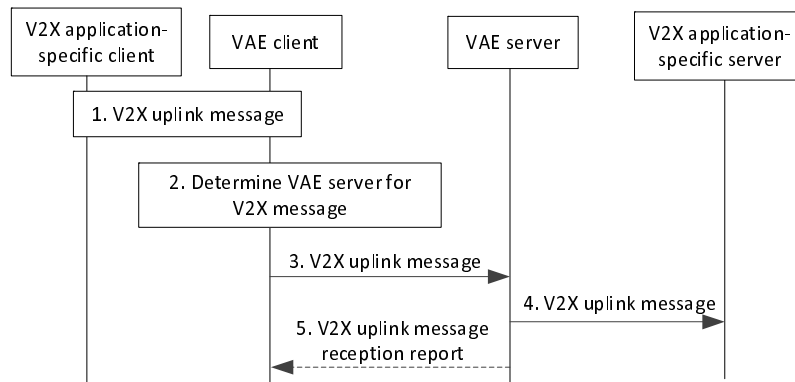 V2X application-
specific client
VAE client
VAE server
V2X application-
specific server
1. V2X uplink message
2. Determine VAE server for
V2X message
3. V2X uplink message
4. V2X uplink message
5. V2X uplink message
reception report